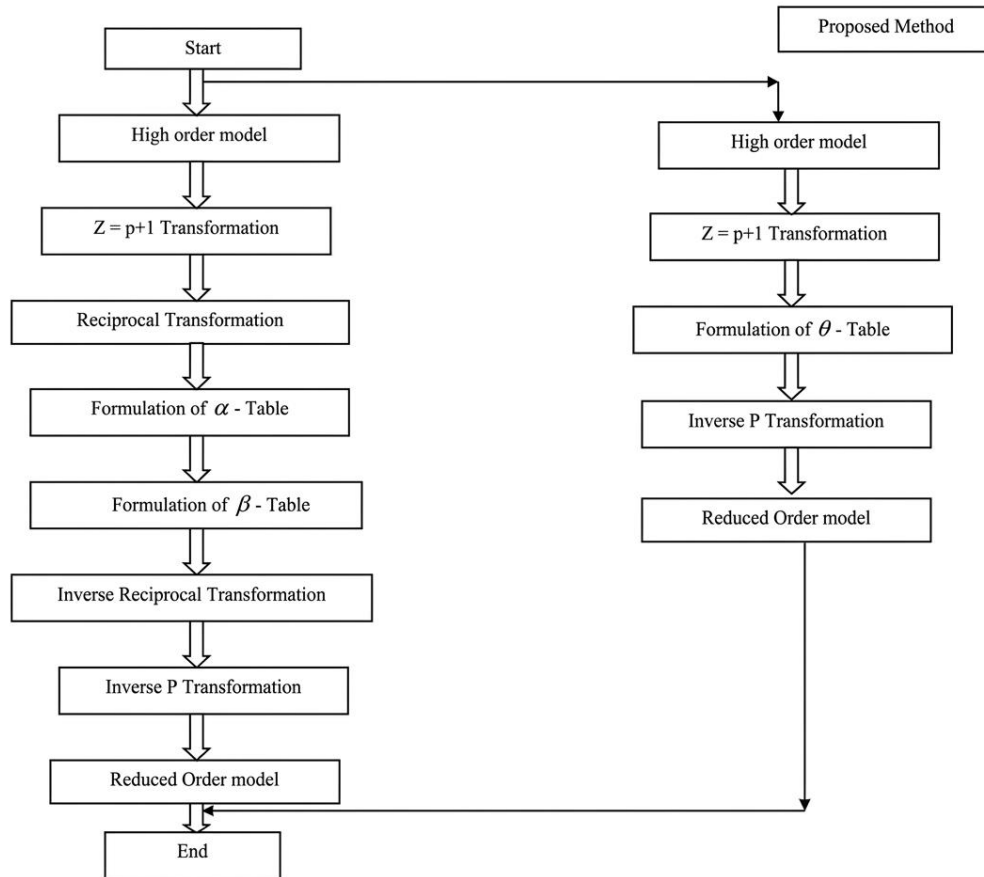 Start
Proposed Method
High order model
Z = p+1 Transformation
Reciprocal Transformation
Formulation of α - Table
Formulation of β - Table
Inverse Reciprocal Transformation
Inverse P Transformation
Reduced Order model
End
High order model
Z = p+1 Transformation
Formulation of θ - Table
Inverse P Transformation
Reduced Order model